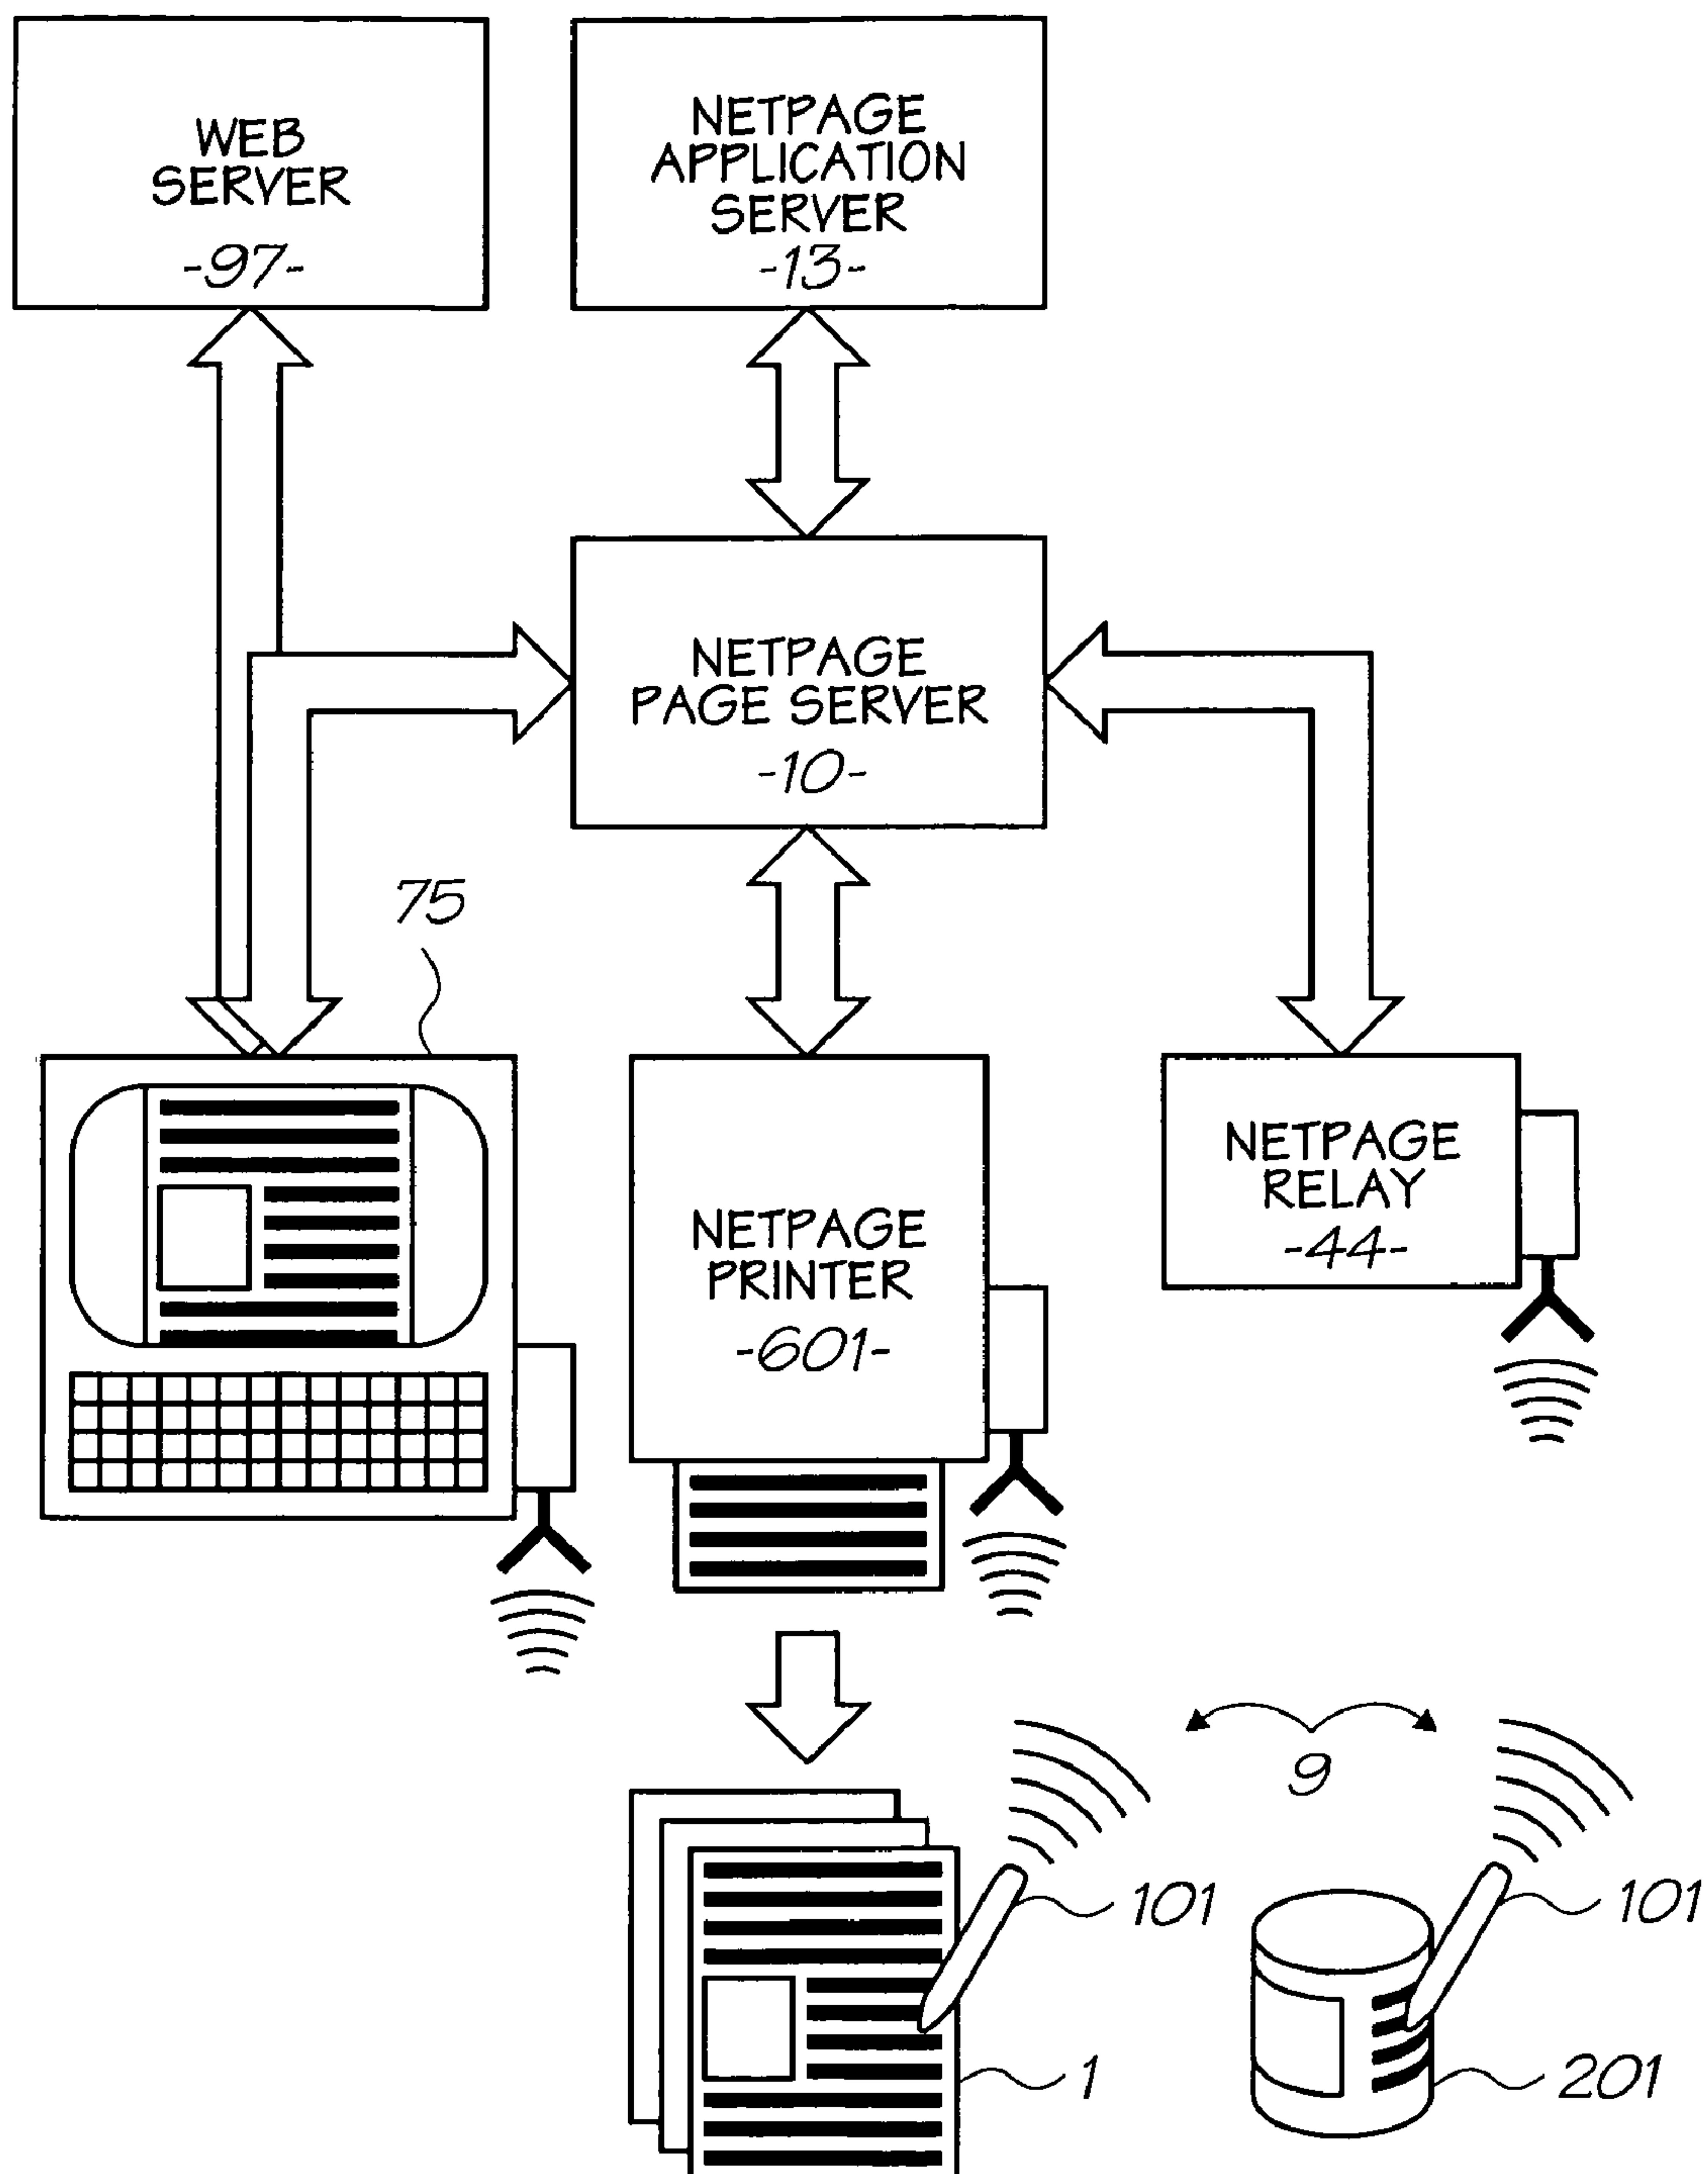 WEB
SERVER
-97-
NETPAGE
APPLICATION
SERVER
-13-
NETPAGE
PAGE SERVER
-10-
75
NETPAGE
PRINTER
-601-
NETPAGE
RELAY
-44-
9
101
101
1
201